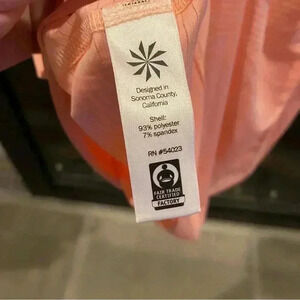 Designed in
Sonoma County,
California
Shell:
93% polyester
7% spandex
RN #54023
FAIR TRADE
CERTIFIED
FACTORY